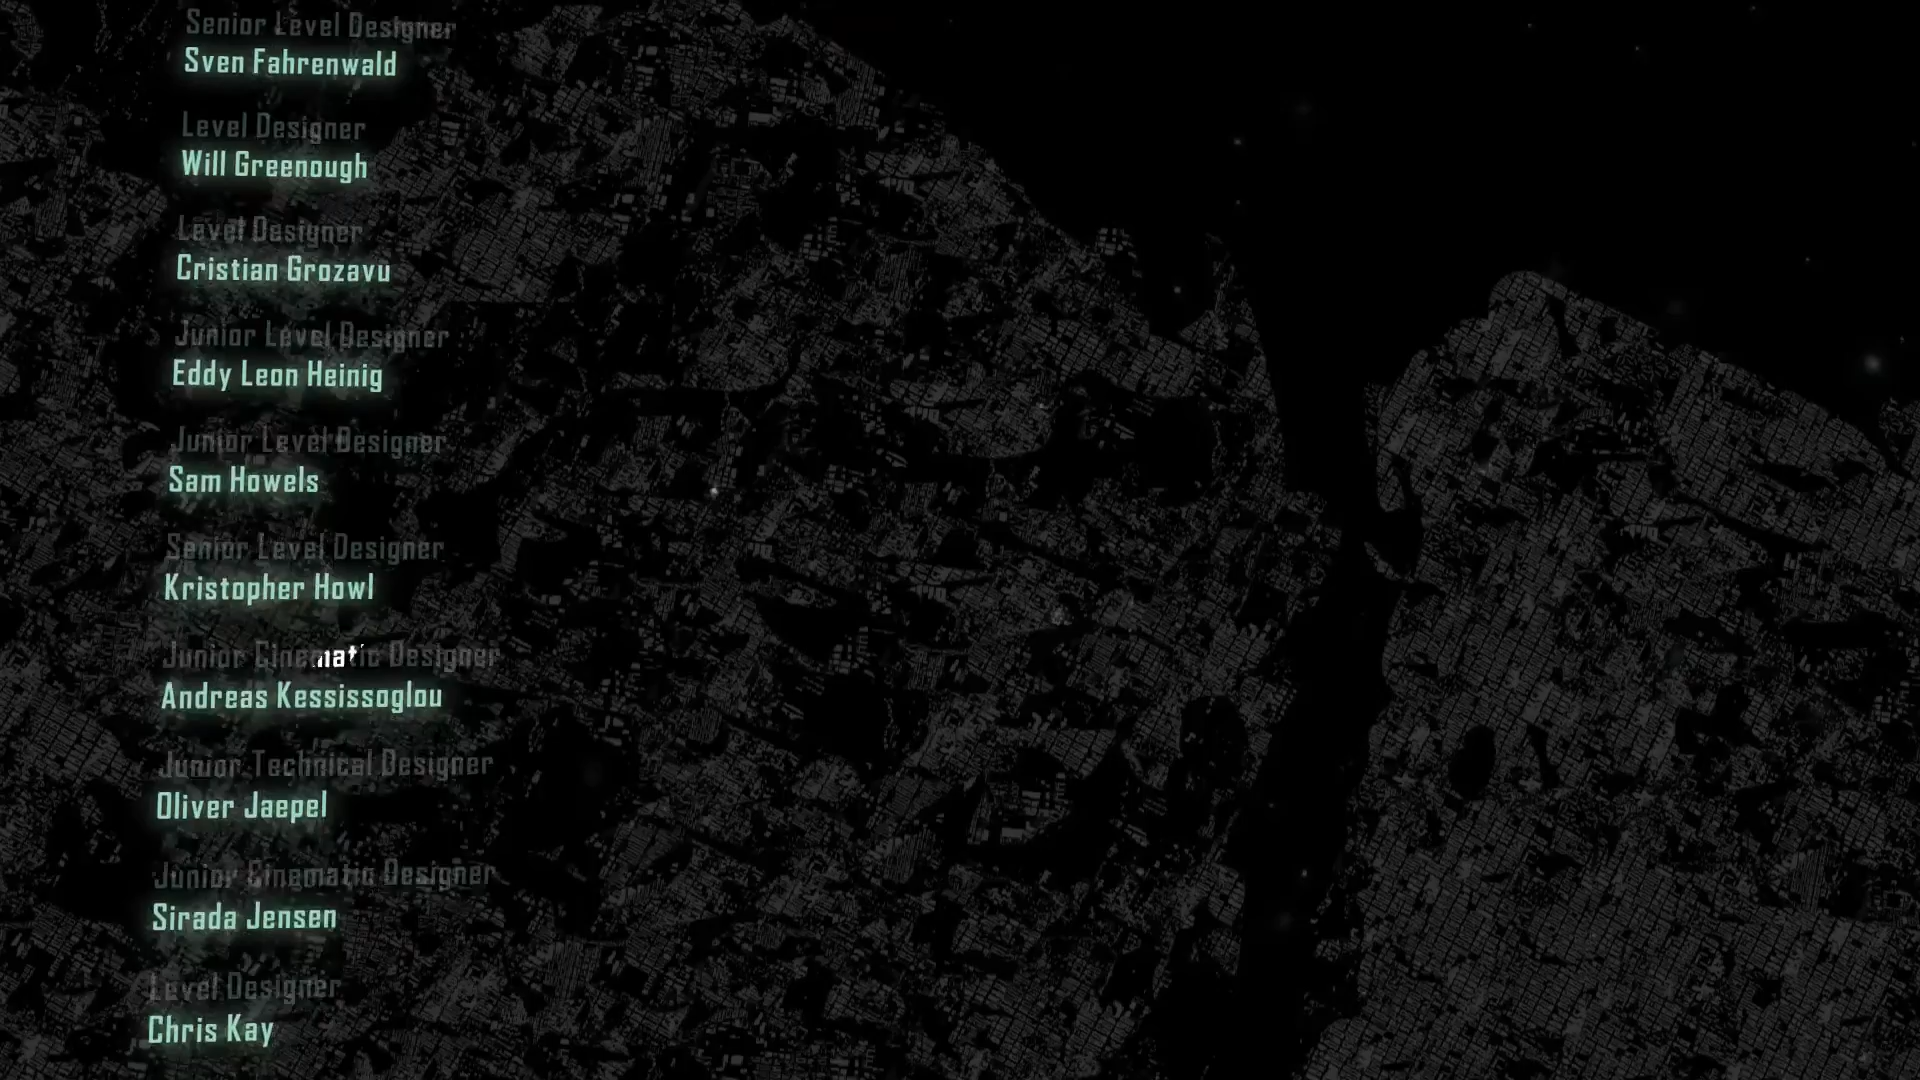 Senior Level Designer
Sven Fahrenwald
Level Designer
Will Greenough
Level Designer
Cristian Grozavu
Junior Level Designer
Eddy Leon Heinig
Junior Level Designer
Sam Howels
Senior Level Designer
Kristopher Howl
Junior Cinematic Designer
Andreas Kessissoglou
Junior Technical Designer
Oliver Jaepel
Junior Cinematic Designer
Sirada Jensen
Level Designer
Chris Kay